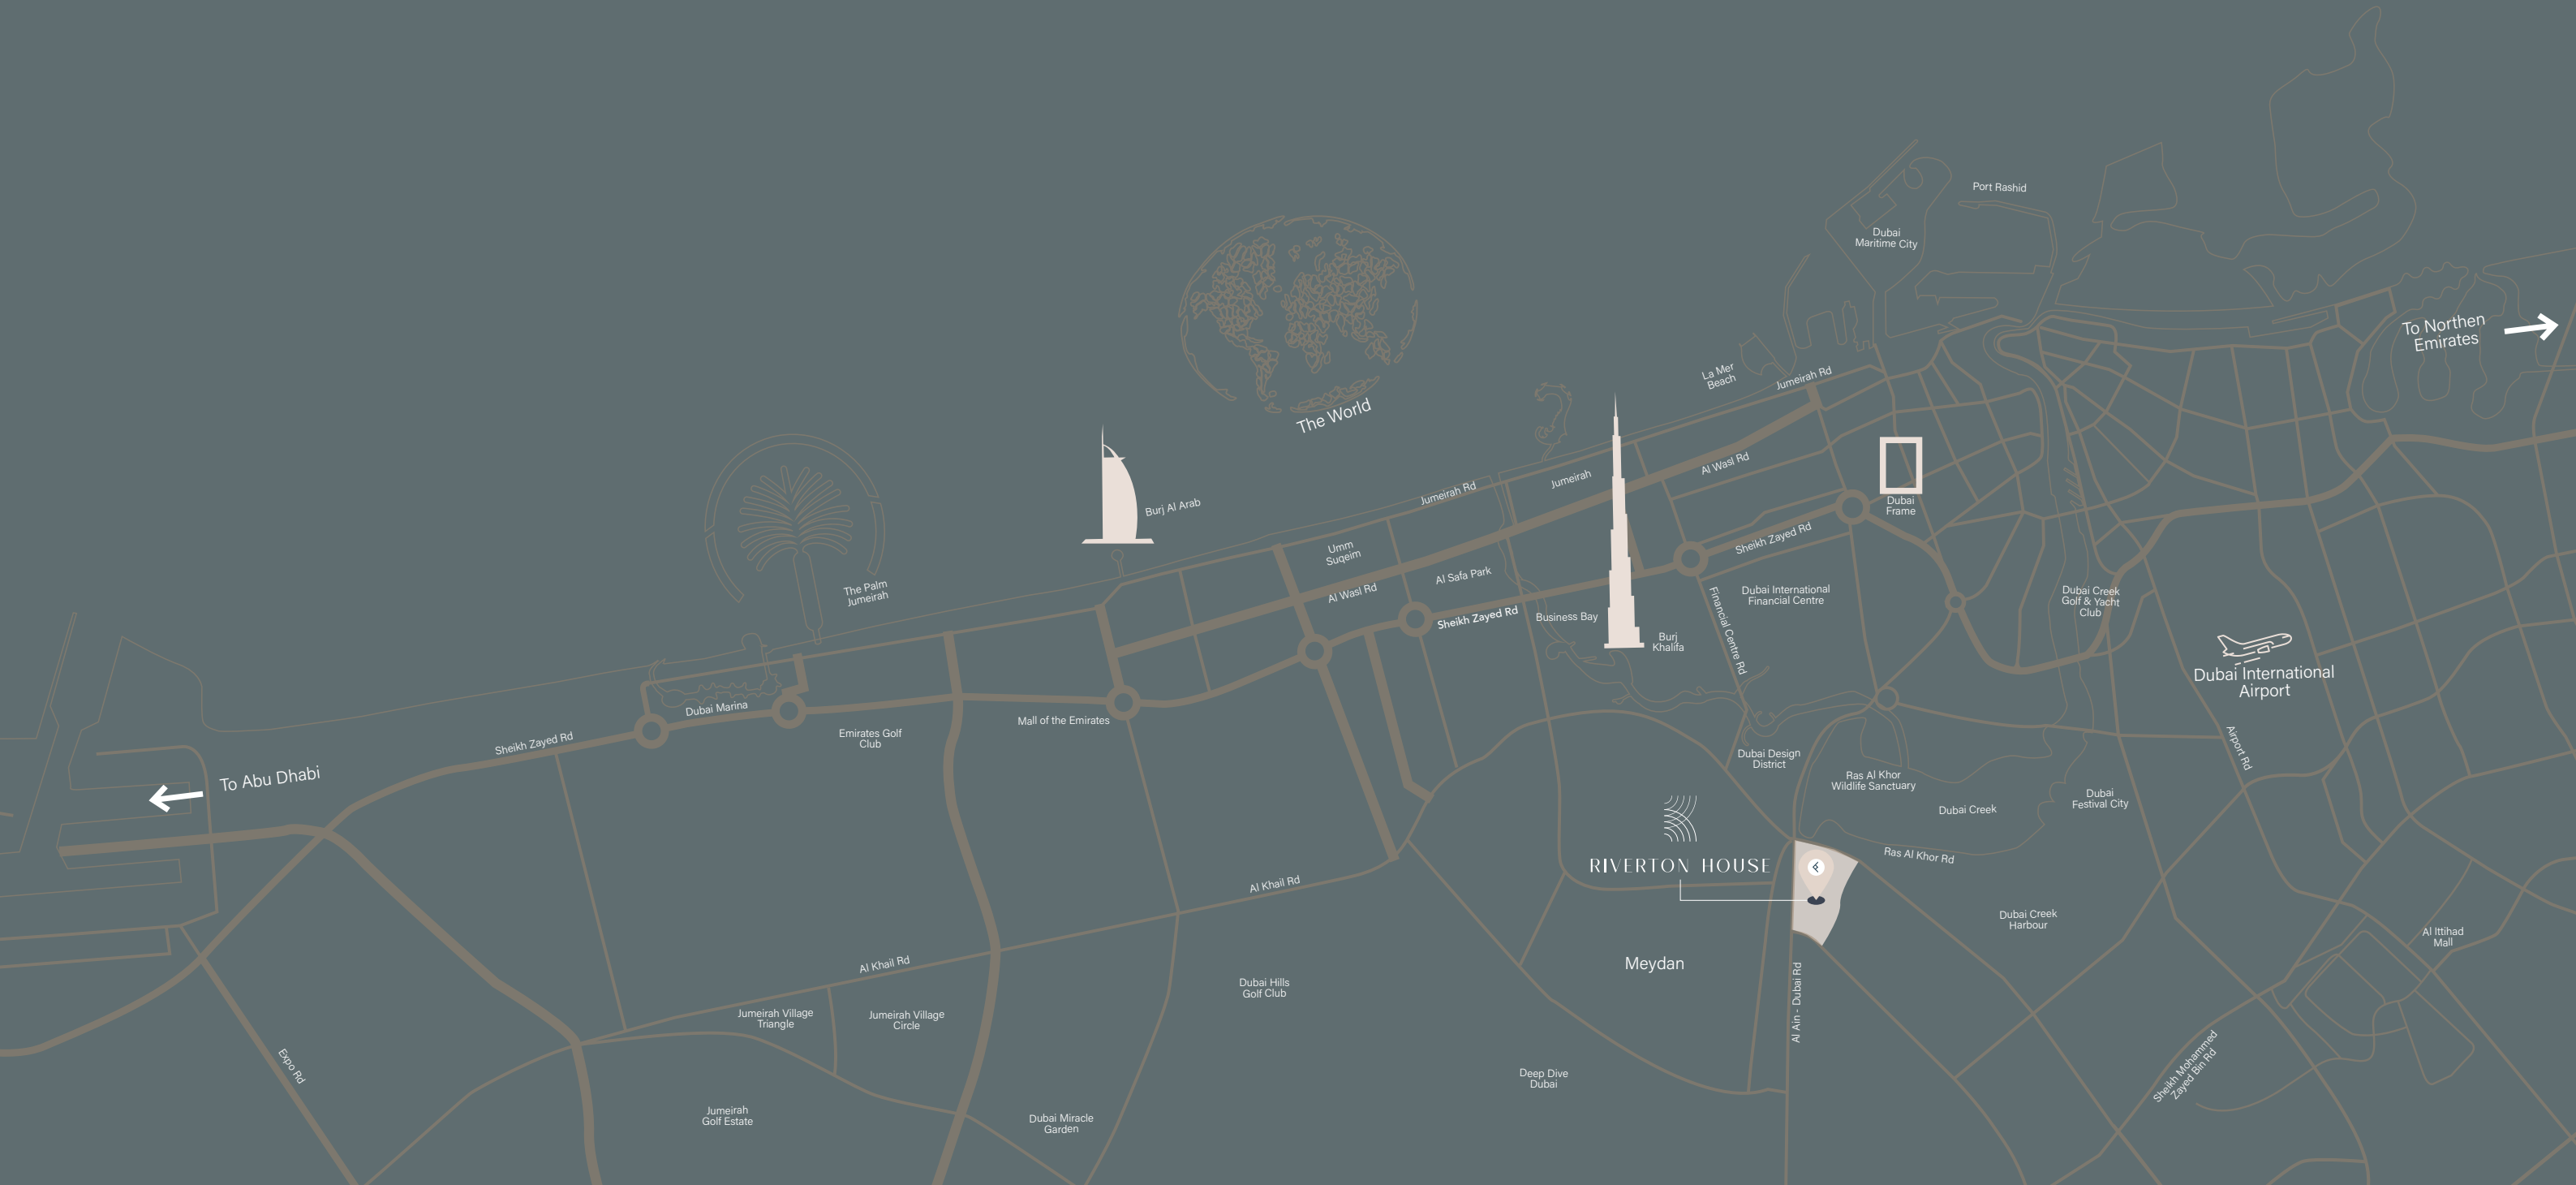 Port Rashid
Dubai
Maritime City
To Northen
Emirates
La Mer
Beach
Jumeirah Rd
The World
Al Wasl Rd
Jumeirah
Jumeirah Rd
Dubai
Frame
Burj Al Arab
Sheikh Zayed Rd
Umm
Suqeim
Al Safa Park
Al Wasl Rd
The Palm
Jumeirah
Sheikh Zayed Rd
Business Bay
Burj
Khalifa
Financial Centre Rd
Dubai International
Financial Centre
Dubai Creek
Golf & Yacht
Club
Dubai International
Airport
Dubai Marina
Mall of the Emirates
Emirates Golf
Club
Sheikh Zayed Rd
To Abu Dhabi
Dubai Design
District
Ras Al Khor
Wildlife Sanctuary
Airport Rd
Dubai
Festival City
Dubai Creek
Ras Al Khor Rd
RIVERTON HOUSE
Al Khail Rd
Dubai Creek
Harbour
Al Ittihad
Mall
Al Khail Rd
Meydan
Dubai Hills
Golf Club
Al Ain - Dubai Rd
Jumeirah Village
Triangle
Jumeirah Village
Circle
Expo Rd
Deep Dive
Dubai
Sheikh Mohammed
Zayed Bin Rd
Jumeirah
Golf Estate
Dubai Miracle
Garden